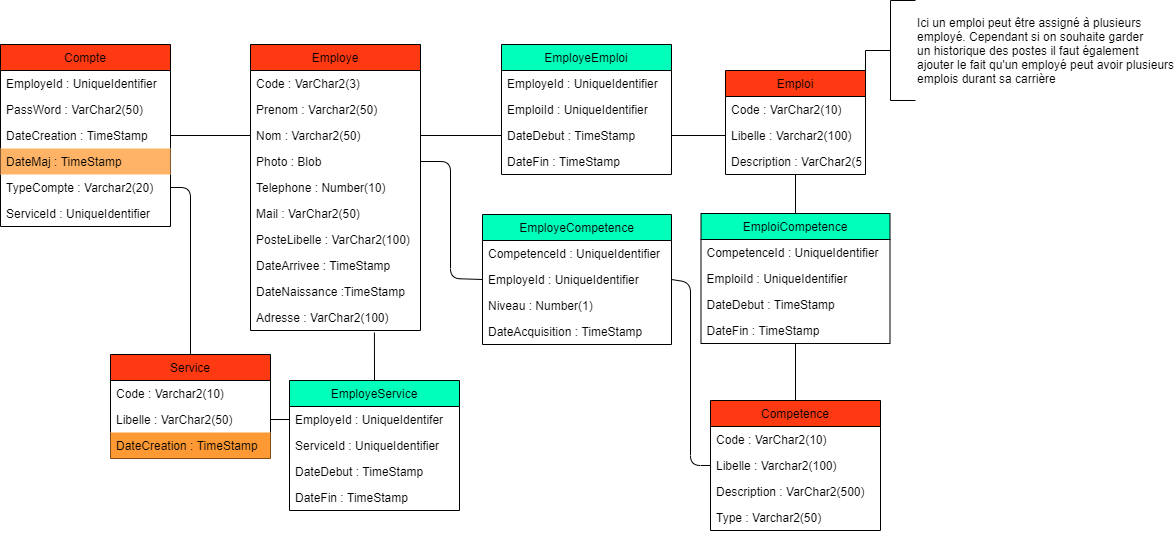 Ici un emploi peut être assigné à plusieurs
employé. Cependant si on souhaite garder
un historique des postes il faut également
ajouter le fait qu'un employé peut avoir plusieurs
emplois durant sa carrière
Compte
EmployeId : UniqueIdentifier
PassWord : VarChar2(50)
DateCreation : TimeStamp
DateMaj : TimeStamp
TypeCompte : Varchar2(20)
ServiceId : UniqueIdentifier
Employe
Code : VarChar2(3)
Prenom : Varchar2(50)
Nom : Varchar2(50)
Photo : Blob
Telephone : Number(10)
Mail : VarChar2(50)
PosteLibelle : VarChar2(100)
DateArrivee : TimeStamp
DateNaissance :TimeStamp
Adresse : VarChar2(100)
EmployeEmploi
EmployeId : UniqueIdentifier
EmploiId : UniqueIdentifier
DateDebut : TimeStamp
DateFin : TimeStamp
Emploi
Code : VarChar2(10)
Libelle : Varchar2(100)
Description : VarChar2(5
EmployeCompetence
CompetenceId : UniqueIdentifier
EmployeId : UniqueIdentifier
Niveau : Number(1)
DateAcquisition : TimeStamp
EmploiCompetence
CompetenceId : UniqueIdentifier
EmploiId : UniqueIdentifier
DateDebut : TimeStamp
DateFin : TimeStamp
Service
Code : Varchar2(10)
Libelle : VarChar2(50)
DateCreation : TimeStamp
EmployeService
EmployeId : UniqueIdentifer
ServiceId : UniqueIdentifier
DateDebut : TimeStamp
DateFin : TimeStamp
Competence
Code : VarChar2(10)
Libelle : Varchar2(100)
Description : VarChar2(500)
Type : Varchar2(50)